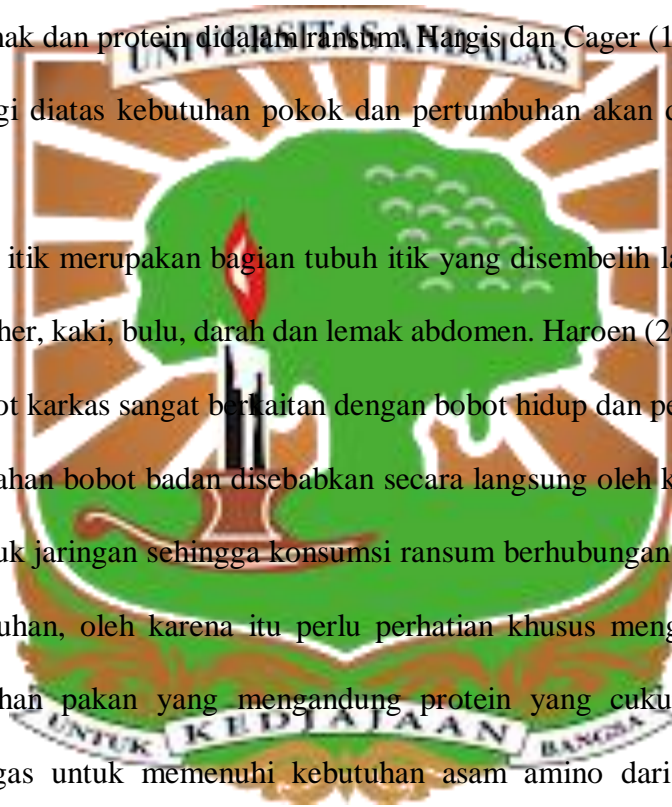 UNIVERSITAS ANDALAS
nak dan protein didalam ransum. Hargis dan Cager (1
gi diatas kebutuhan pokok dan pertumbuhan akan d
itik merupakan bagian tubuh itik yang disembelih la
her, kaki, bulu, darah dan lemak abdomen. Haroen (2
ot karkas sangat berkaitan dengan bobot hidup dan pe
ahan bobot badan disebabkan secara langsung oleh k
uk jaringan sehingga konsumsi ransum berhubungan
uhan, oleh karena itu perlu perhatian khusus meng
han pakan yang mengandung protein yang cuku
UNTUK KEDJAJAAN BANGSA
gas untuk memenuhi kebutuhan asam amino dari